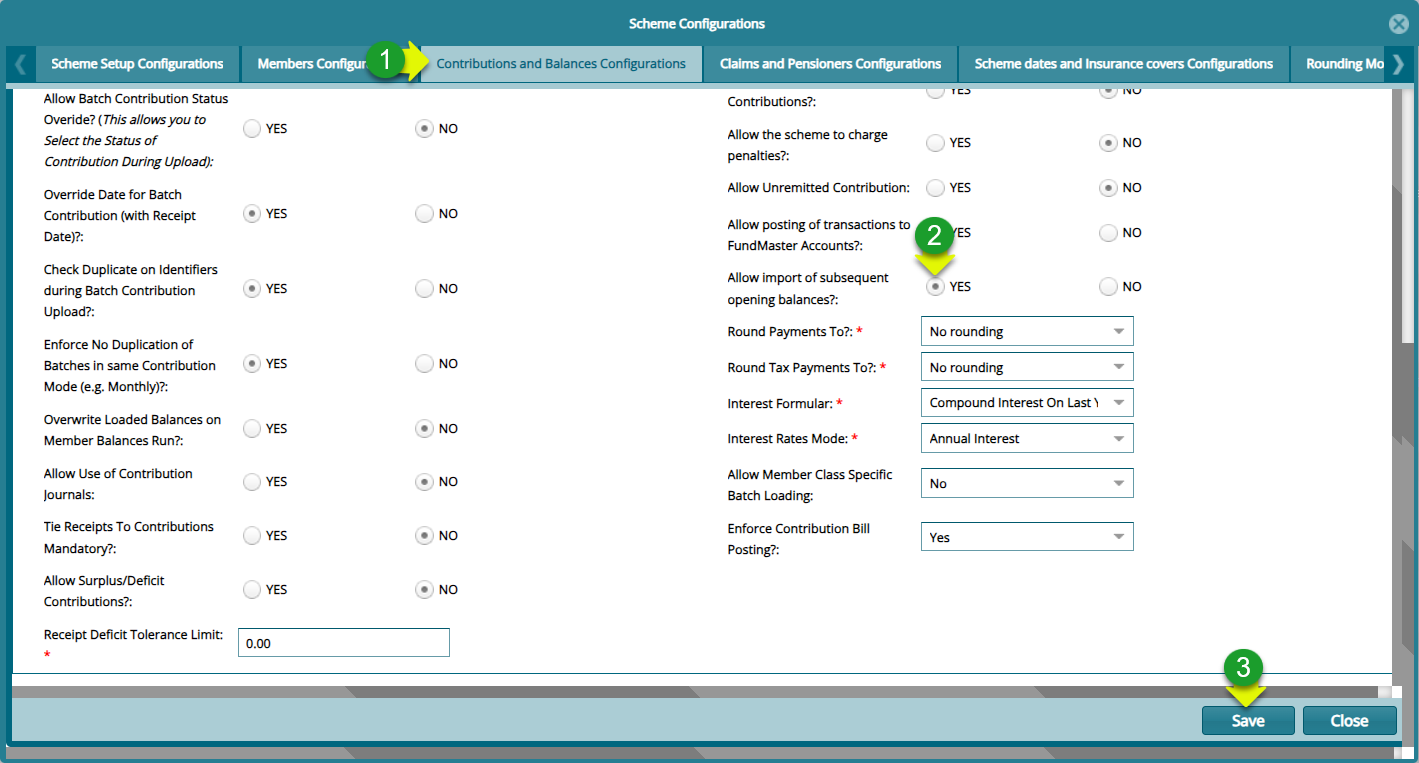 Scheme Configurations
Scheme Setup Configurations
Members Configur
1
Contributions and Balances Configurations
Claims and Pensioners Configurations
Scheme dates and Insurance covers Configurations
Rounding Mo
Allow Batch Contribution Status
Overide? (This allows you to
Select the Status of
Contribution During Upload):
YES NO
Override Date for Batch
Contribution (with Receipt
Date)?:
YES NO
Check Duplicate on Identifiers
during Batch Contribution
Upload?:
YES NO
Enforce No Duplication of
Batches in same Contribution
Mode (e.g. Monthly)?:
YES NO
Overwrite Loaded Balances on
Member Balances Run?:
YES NO
Allow Use of Contribution
Journals:
YES NO
Tie Receipts To Contributions
Mandatory?:
YES NO
Allow Surplus/Deficit
Contributions?:
YES NO
Receipt Deficit Tolerance Limit:
*
0.00
Contributions?:
YES NO
Allow the scheme to charge
penalties?:
YES NO
Allow Unremitted Contribution:
YES NO
Allow posting of transactions to
FundMaster Accounts?:
2
YES NO
Allow import of subsequent
opening balances?:
YES NO
Round Payments To?: *
No rounding
Round Tax Payments To?: *
No rounding
Interest Formular: *
Compound Interest On Last Y
Interest Rates Mode: *
Annual Interest
Allow Member Class Specific
Batch Loading:
No
Enforce Contribution Bill
Posting?:
Yes
3
Save
Close